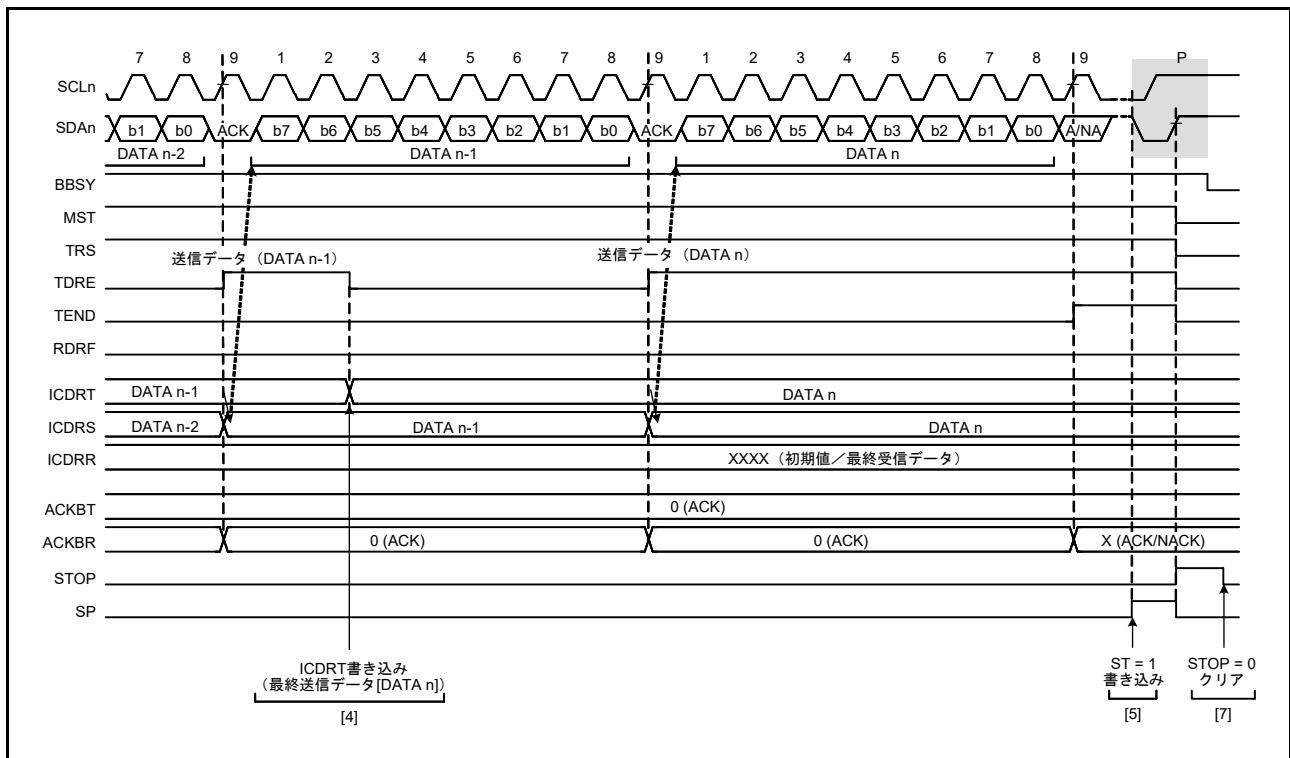 7 8 9 1 2 3 4 5 6 7 8 9 1 2 3 4 5 6 7 8 9 P
SCLn
SDAn b1 b0 ACK b7 b6 b5 b4 b3 b2 b1 b0 ACK b7 b6 b5 b4 b3 b2 b1 b0 A/NA
DATA n-2 DATA n-1 DATA n
BBSY
MST
TRS
送信データ（DATA n-1） 送信データ（DATA n）
TDRE
TEND
RDRF
ICDRT DATA n-1 DATA n
ICDRS DATA n-2 DATA n-1 DATA n
ICDRR XXXX（初期値／最終受信データ）
ACKBT 0 (ACK)
ACKBR 0 (ACK) 0 (ACK) X (ACK/NACK)
STOP
SP
ICDRT書き込み
（最終送信データ[DATA n]）
[4]
ST = 1
書き込み
[5]
STOP = 0
クリア
[7]